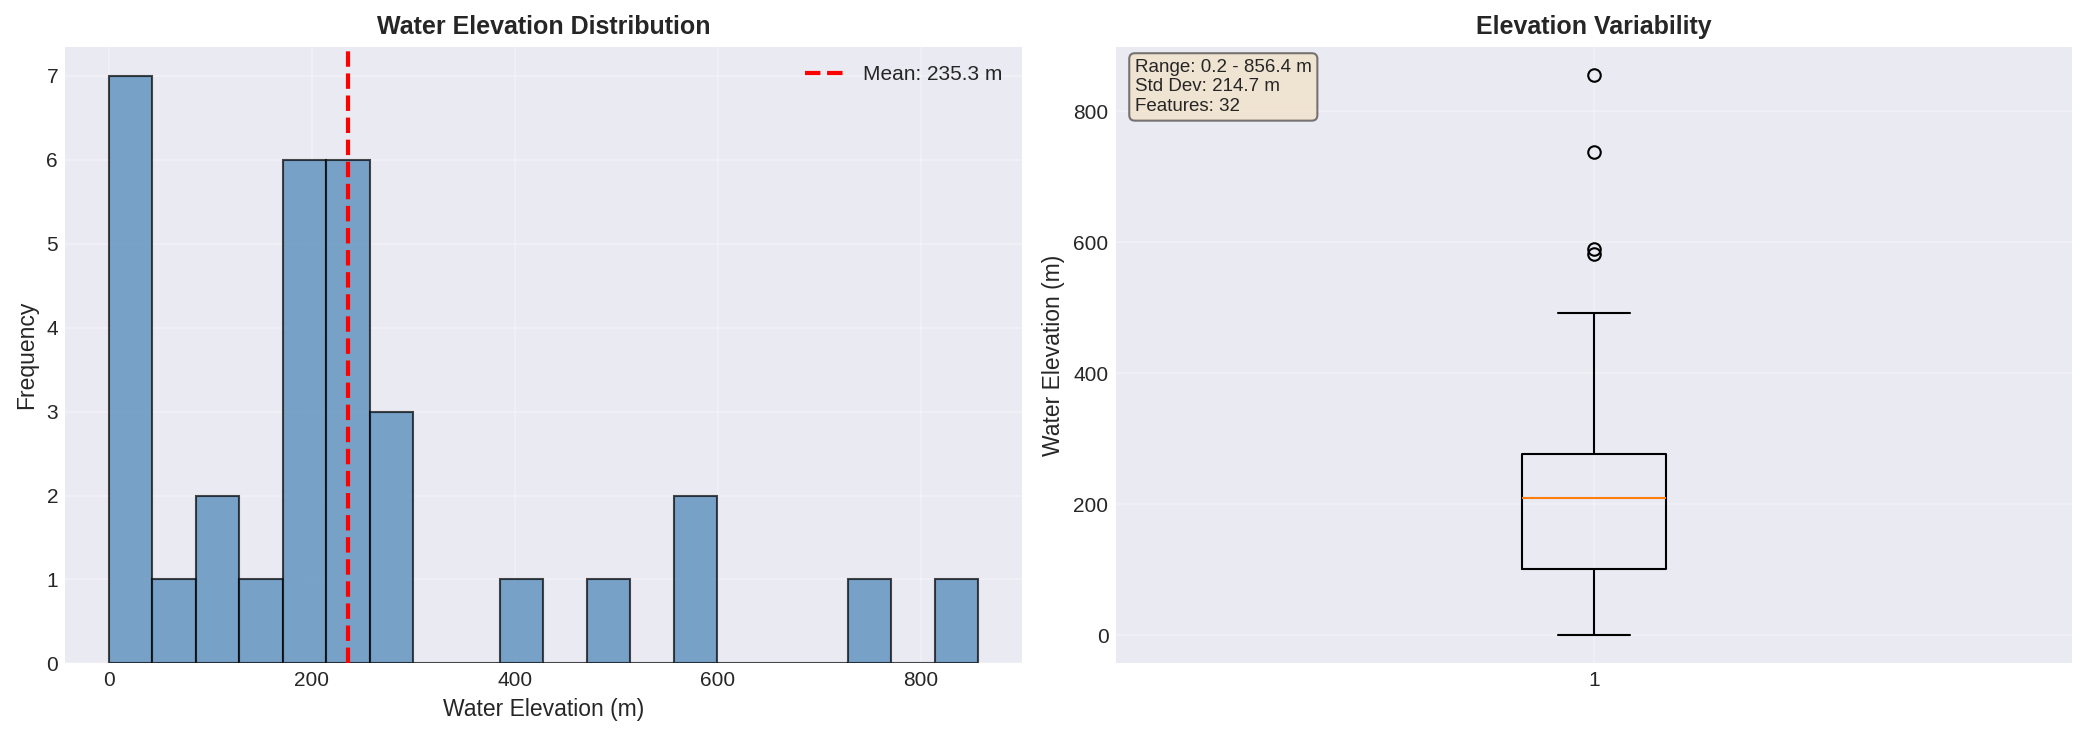 Water Elevation Distribution
Mean: 235.3 m
Frequency
7
6
5
4
3
2
1
0
0 200 400 600 800
Water Elevation (m)
Elevation Variability
Range: 0.2 - 856.4 m
Std Dev: 214.7 m
Features: 32
Water Elevation (m)
800
600
400
200
0
1